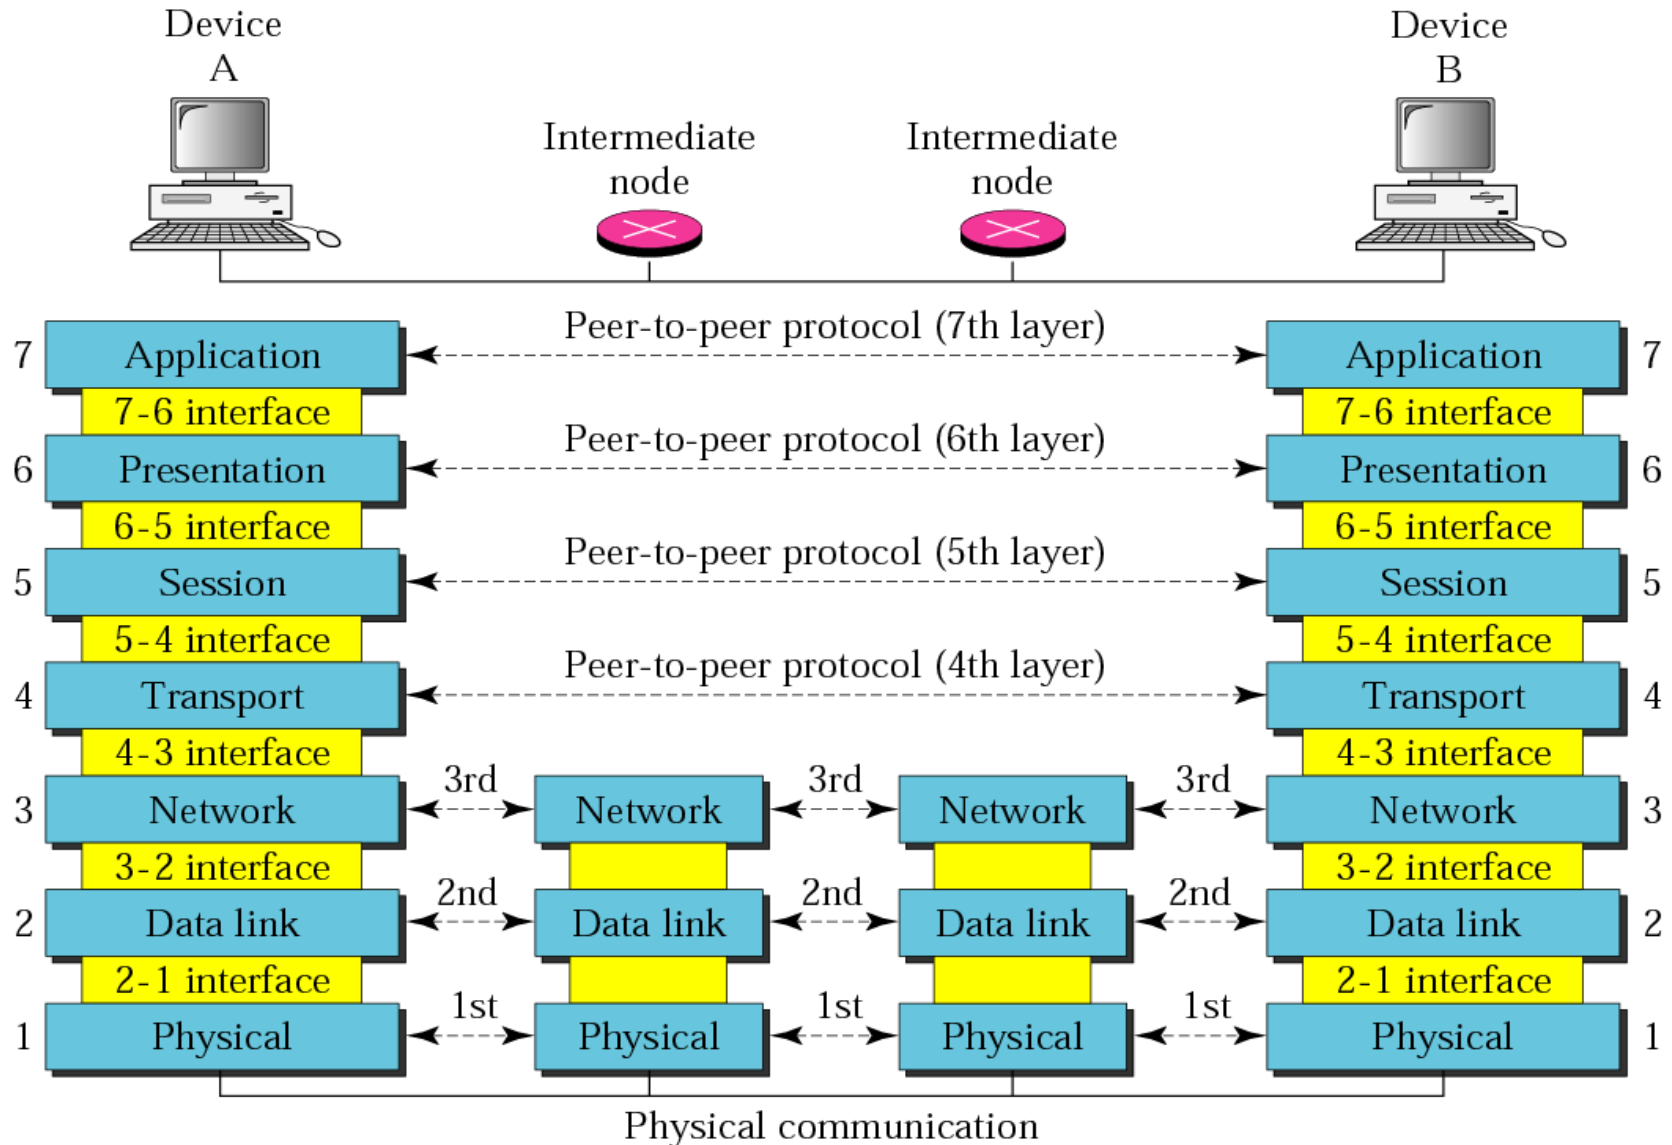 Device
A
Device
B
Intermediate
node
Intermediate
node
Peer-to-peer protocol (7th layer)
7 Application
Application 7
7-6 interface
7-6 interface
Peer-to-peer protocol (6th layer)
6 Presentation
Presentation 6
6-5 interface
6-5 interface
Peer-to-peer protocol (5th layer)
5 Session
Session 5
5-4 interface
5-4 interface
Peer-to-peer protocol (4th layer)
4 Transport
Transport 4
4-3 interface
4-3 interface
3rd 3rd 3rd
3 Network Network Network Network 3
3-2 interface
3-2 interface
2nd 2nd 2nd
2 Data link Data link Data link Data link 2
2-1 interface
2-1 interface
1st 1st 1st
1 Physical Physical Physical Physical 1
Physical communication